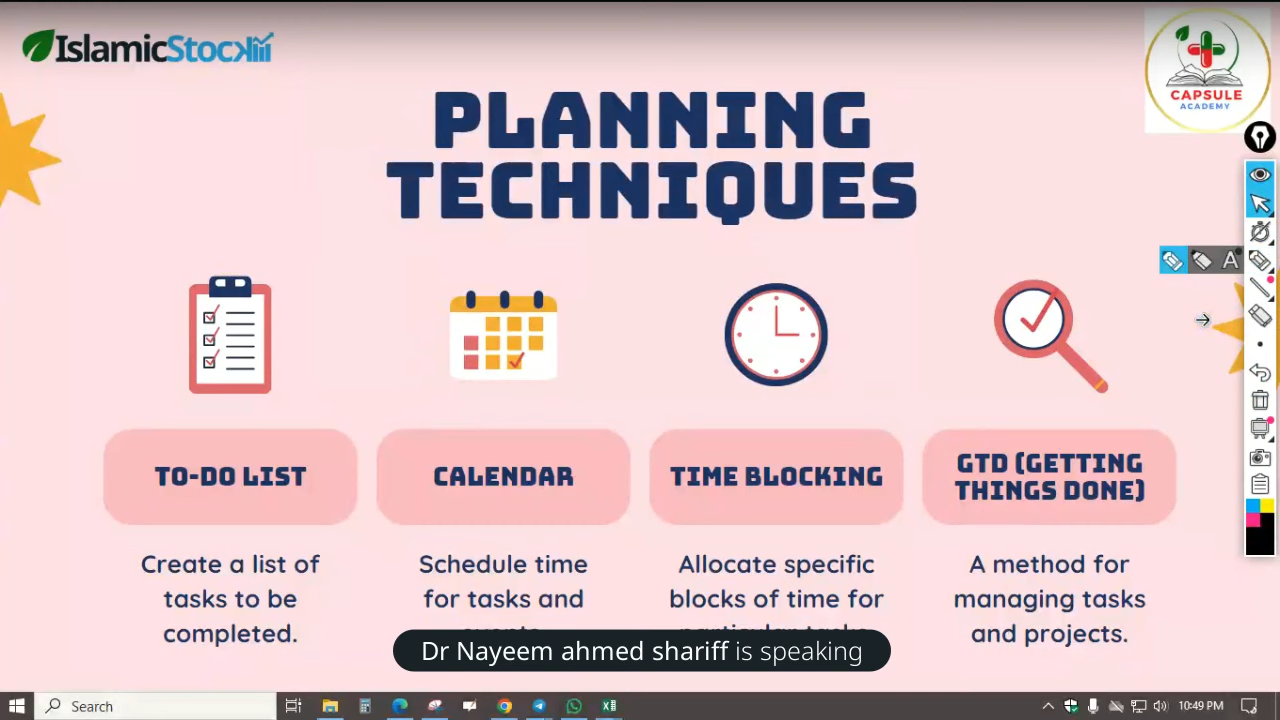 IslamicStock
CAPSULE
ACADEMY
PLANNING
TECHNIQUES
A
TO-DO LIST
CALENDAR
TIME BLOCKING
GTD (GETTING
THINGS DONE)
Create a list of
tasks to be
completed.
Schedule time
for tasks and
Allocate specific
blocks of time for
particular tasks.
A method for
managing tasks
and projects.
Dr Nayeem ahmed shariff is speaking
Search
10:49 PM